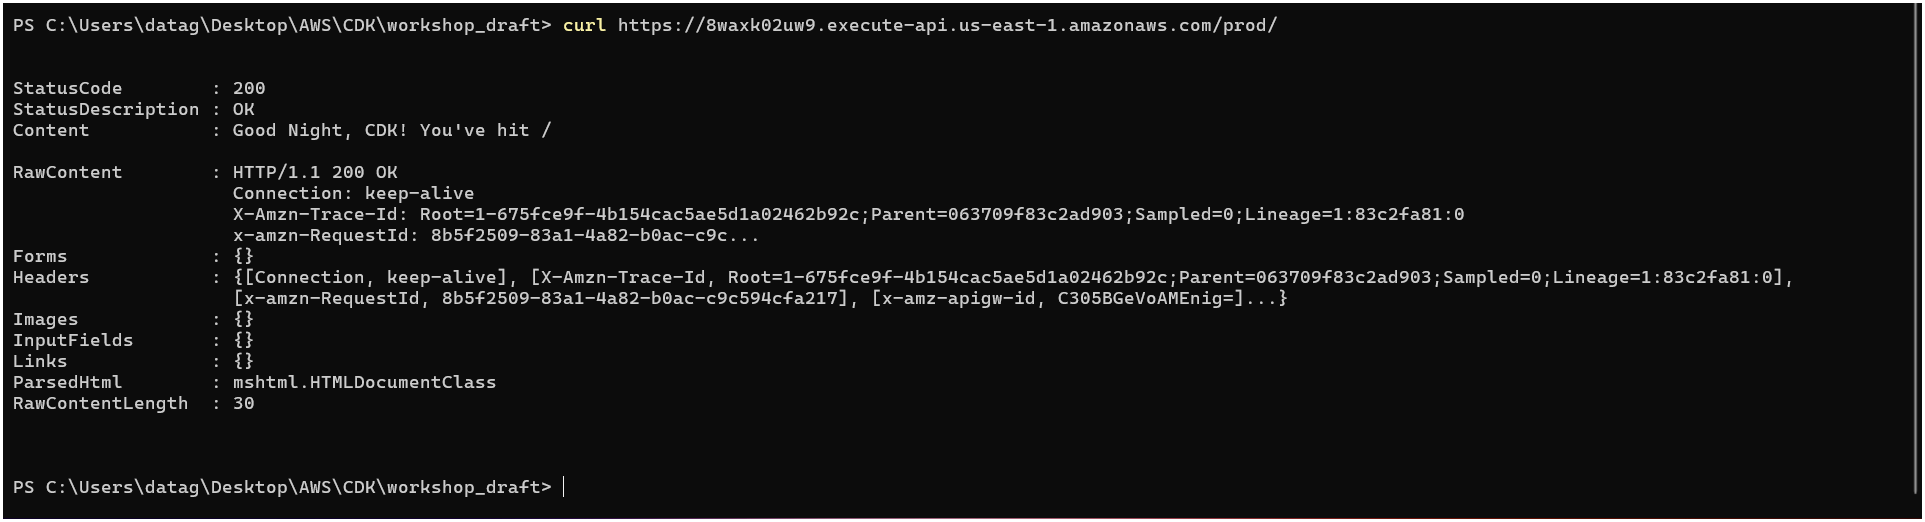 PS C:\Users\datag\Desktop\AWS\CDK\workshop_draft> curl https://8waxk02uw9.execute-api.us-east-1.amazonaws.com/prod/
StatusCode        : 200
StatusDescription : OK
Content           : Good Night, CDK! You've hit /
RawContent        : HTTP/1.1 200 OK
                    Connection: keep-alive
                    X-Amzn-Trace-Id: Root=1-675fce9f-4b154cac5ae5d1a02462b92c;Parent=063709f83c2ad903;Sampled=0;Lineage=1:83c2fa81:0
                    x-amzn-RequestId: 8b5f2509-83a1-4a82-b0ac-c9c...
Forms             : {}
Headers           : {[Connection, keep-alive], [X-Amzn-Trace-Id, Root=1-675fce9f-4b154cac5ae5d1a02462b92c;Parent=063709f83c2ad903;Sampled=0;Lineage=1:83c2fa81:0],
                    [x-amzn-RequestId, 8b5f2509-83a1-4a82-b0ac-c9c594cfa217], [x-amz-apigw-id, C305BGeVoAMEnig=]...}
Images            : {}
InputFields       : {}
Links             : {}
ParsedHtml        : mshtml.HTMLDocumentClass
RawContentLength  : 30
PS C:\Users\datag\Desktop\AWS\CDK\workshop_draft>